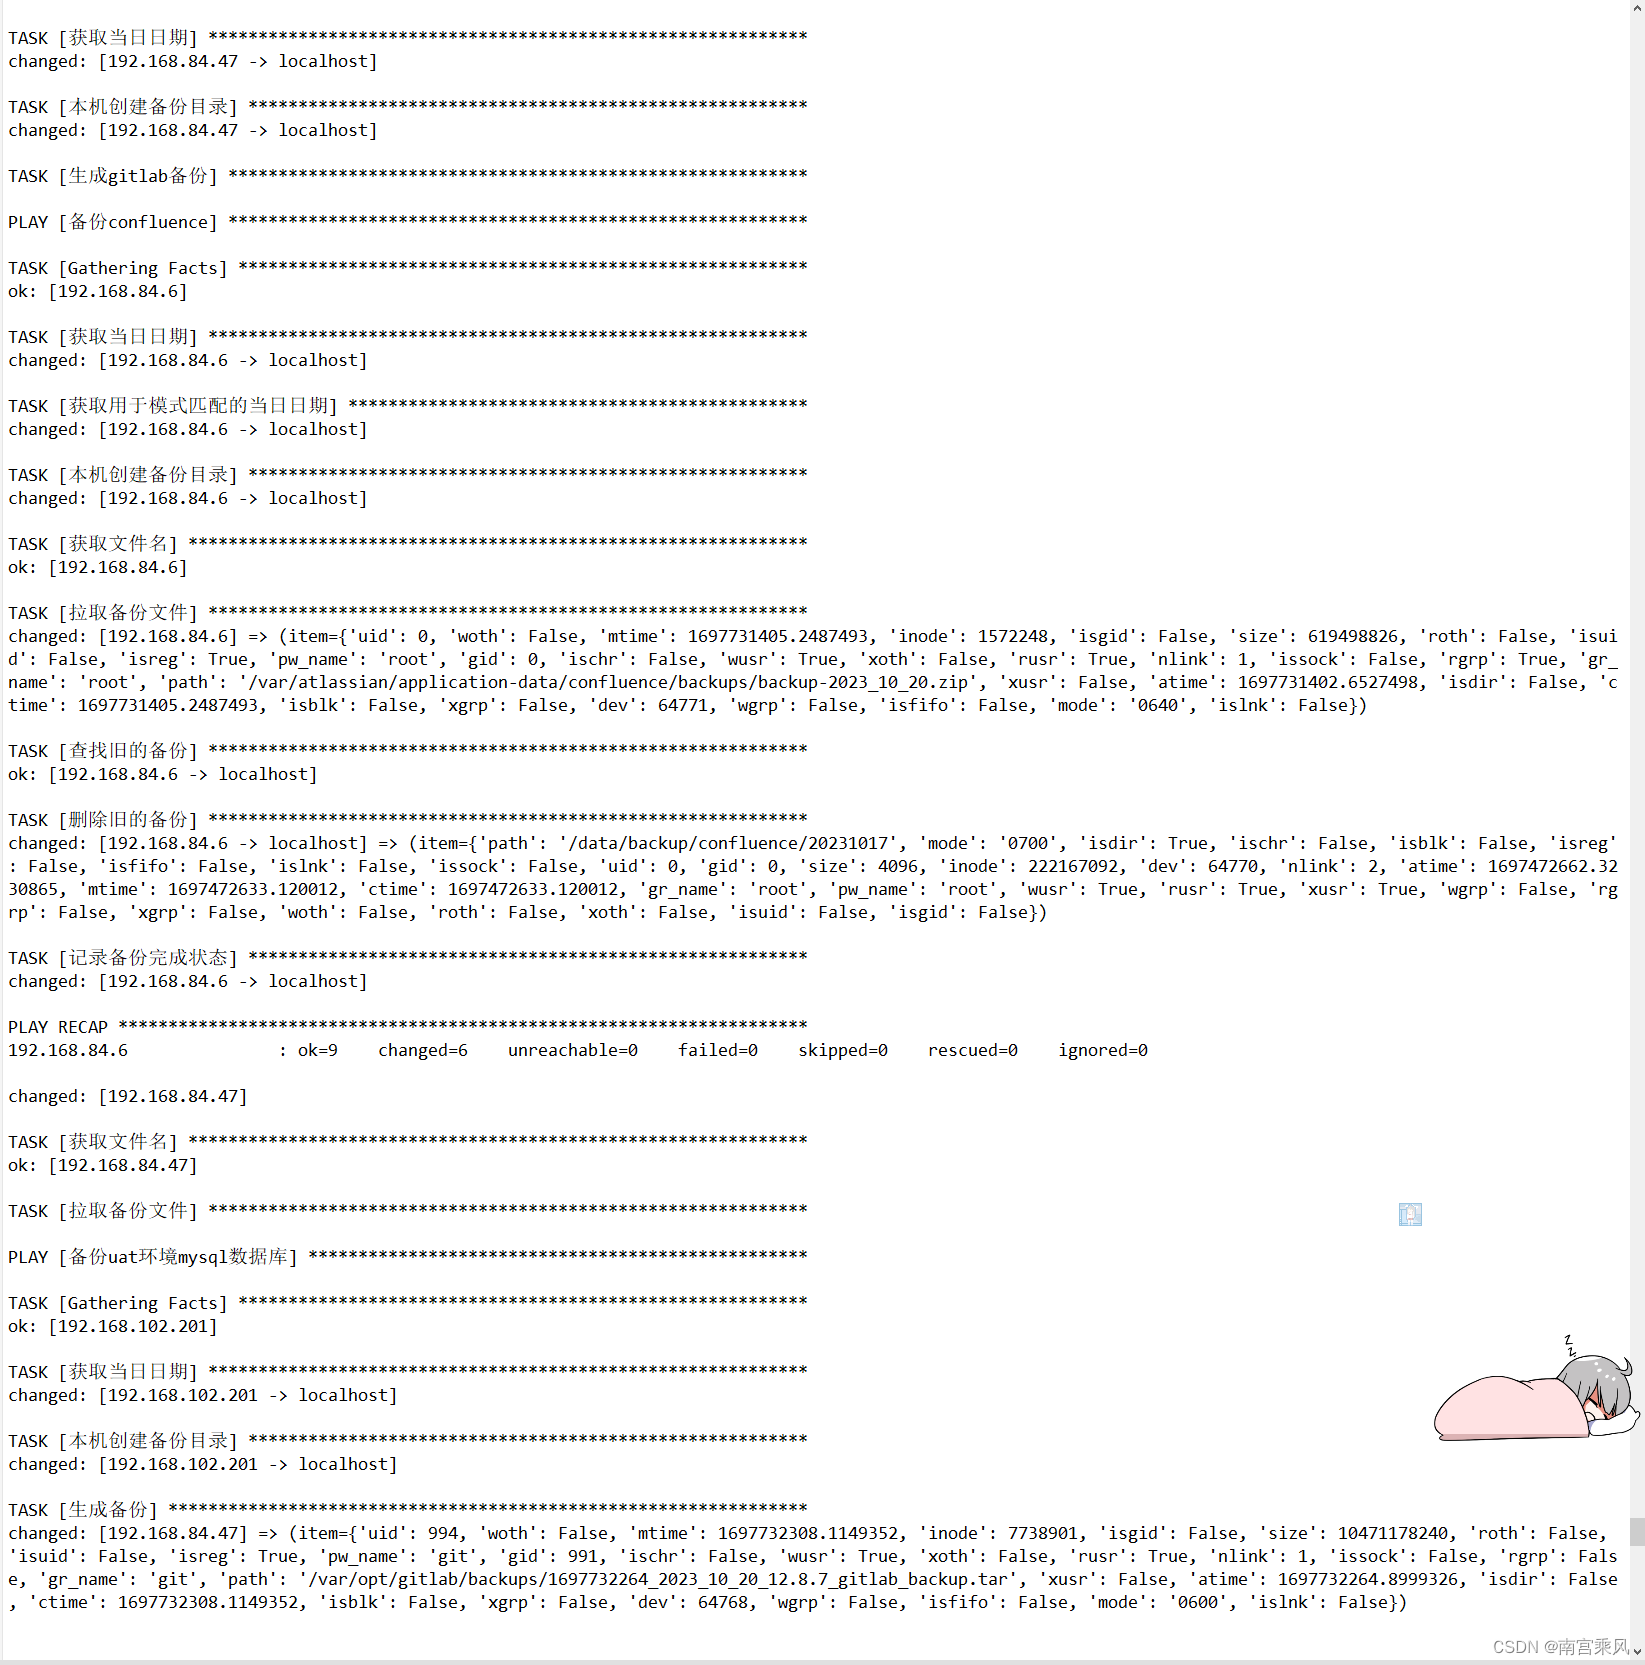 TASK [获取当日日期] ************************************************************
changed: [192.168.84.47 -> localhost]
TASK [本机创建备份目录] ********************************************************
changed: [192.168.84.47 -> localhost]
TASK [生成gitlab备份] **********************************************************
PLAY [备份confluence] **********************************************************
TASK [Gathering Facts] *********************************************************
ok: [192.168.84.6]
TASK [获取当日日期] ************************************************************
changed: [192.168.84.6 -> localhost]
TASK [获取用于模式匹配的当日日期] **********************************************
changed: [192.168.84.6 -> localhost]
TASK [本机创建备份目录] ********************************************************
changed: [192.168.84.6 -> localhost]
TASK [获取文件名] **************************************************************
ok: [192.168.84.6]
TASK [拉取备份文件] ************************************************************
changed: [192.168.84.6] => (item={'uid': 0, 'woth': False, 'mtime': 1697731405.2487493, 'inode': 1572248, 'isgid': False, 'size': 619498826, 'roth': False, 'isui
d': False, 'isreg': True, 'pw_name': 'root', 'gid': 0, 'ischr': False, 'wusr': True, 'xoth': False, 'rusr': True, 'nlink': 1, 'issock': False, 'rgrp': True, 'gr_
name': 'root', 'path': '/var/atlassian/application-data/confluence/backups/backup-2023_10_20.zip', 'xusr': False, 'atime': 1697731402.6527498, 'isdir': False, 'c
time': 1697731405.2487493, 'isblk': False, 'xgrp': False, 'dev': 64771, 'wgrp': False, 'isfifo': False, 'mode': '0640', 'islnk': False})
TASK [查找旧的备份] ************************************************************
ok: [192.168.84.6 -> localhost]
TASK [删除旧的备份] ************************************************************
changed: [192.168.84.6 -> localhost] => (item={'path': '/data/backup/confluence/20231017', 'mode': '0700', 'isdir': True, 'ischr': False, 'isblk': False, 'isreg'
: False, 'isfifo': False, 'islnk': False, 'issock': False, 'uid': 0, 'gid': 0, 'size': 4096, 'inode': 222167092, 'dev': 64770, 'nlink': 2, 'atime': 1697472662.32
30865, 'mtime': 1697472633.120012, 'ctime': 1697472633.120012, 'gr_name': 'root', 'pw_name': 'root', 'wusr': True, 'rusr': True, 'xusr': True, 'wgrp': False, 'rg
rp': False, 'xgrp': False, 'woth': False, 'roth': False, 'xoth': False, 'isuid': False, 'isgid': False})
TASK [记录备份完成状态] ********************************************************
changed: [192.168.84.6 -> localhost]
PLAY RECAP *********************************************************************
192.168.84.6               : ok=9    changed=6    unreachable=0    failed=0    skipped=0    rescued=0    ignored=0
changed: [192.168.84.47]
TASK [获取文件名] **************************************************************
ok: [192.168.84.47]
TASK [拉取备份文件] ************************************************************
PLAY [备份uat环境mysql数据库] **************************************************
TASK [Gathering Facts] *********************************************************
ok: [192.168.102.201]
TASK [获取当日日期] ************************************************************
changed: [192.168.102.201 -> localhost]
TASK [本机创建备份目录] ********************************************************
changed: [192.168.102.201 -> localhost]
TASK [生成备份] ****************************************************************
changed: [192.168.84.47] => (item={'uid': 994, 'woth': False, 'mtime': 1697732308.1149352, 'inode': 7738901, 'isgid': False, 'size': 10471178240, 'roth': False,
'isuid': False, 'isreg': True, 'pw_name': 'git', 'gid': 991, 'ischr': False, 'wusr': True, 'xoth': False, 'rusr': True, 'nlink': 1, 'issock': False, 'rgrp': Fals
e, 'gr_name': 'git', 'path': '/var/opt/gitlab/backups/1697732264_2023_10_20_12.8.7_gitlab_backup.tar', 'xusr': False, 'atime': 1697732264.8999326, 'isdir': False
, 'ctime': 1697732308.1149352, 'isblk': False, 'xgrp': False, 'dev': 64768, 'wgrp': False, 'isfifo': False, 'mode': '0600', 'islnk': False})
z
z
CSDN @南宫乘风